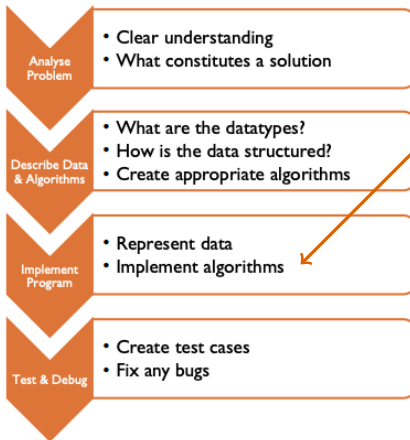 Analyse
Problem
• Clear understanding
• What constitutes a solution
Describe Data
& Algorithms
• What are the datatypes?
• How is the data structured?
• Create appropriate algorithms
Implement
Program
• Represent data
• Implement algorithms
Test & Debug
• Create test cases
• Fix any bugs